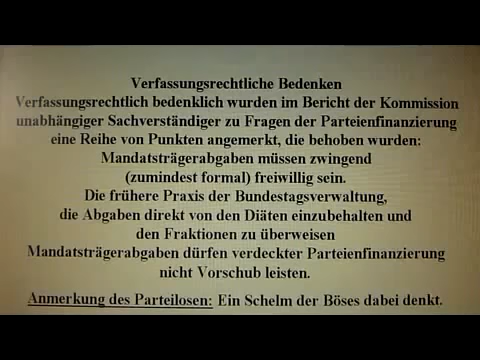 Verfassungsrechtliche Bedenken
Verfassungsrechtlich bedenklich wurden im Bericht der Kommission
unabhängiger Sachverständiger zu Fragen der Parteienfinanzierung
eine Reihe von Punkten angemerkt, die behoben wurden:
Mandatsträgerabgaben müssen zwingend
(zumindest formal) freiwillig sein.
Die frühere Praxis der Bundestagsverwaltung,
die Abgaben direkt von den Diäten einzubehalten und
den Fraktionen zu überweisen
Mandatsträgerabgaben dürfen verdeckter Parteienfinanzierung
nicht Vorschub leisten.
Anmerkung des Parteilosen: Ein Schelm der Böses dabei denkt.